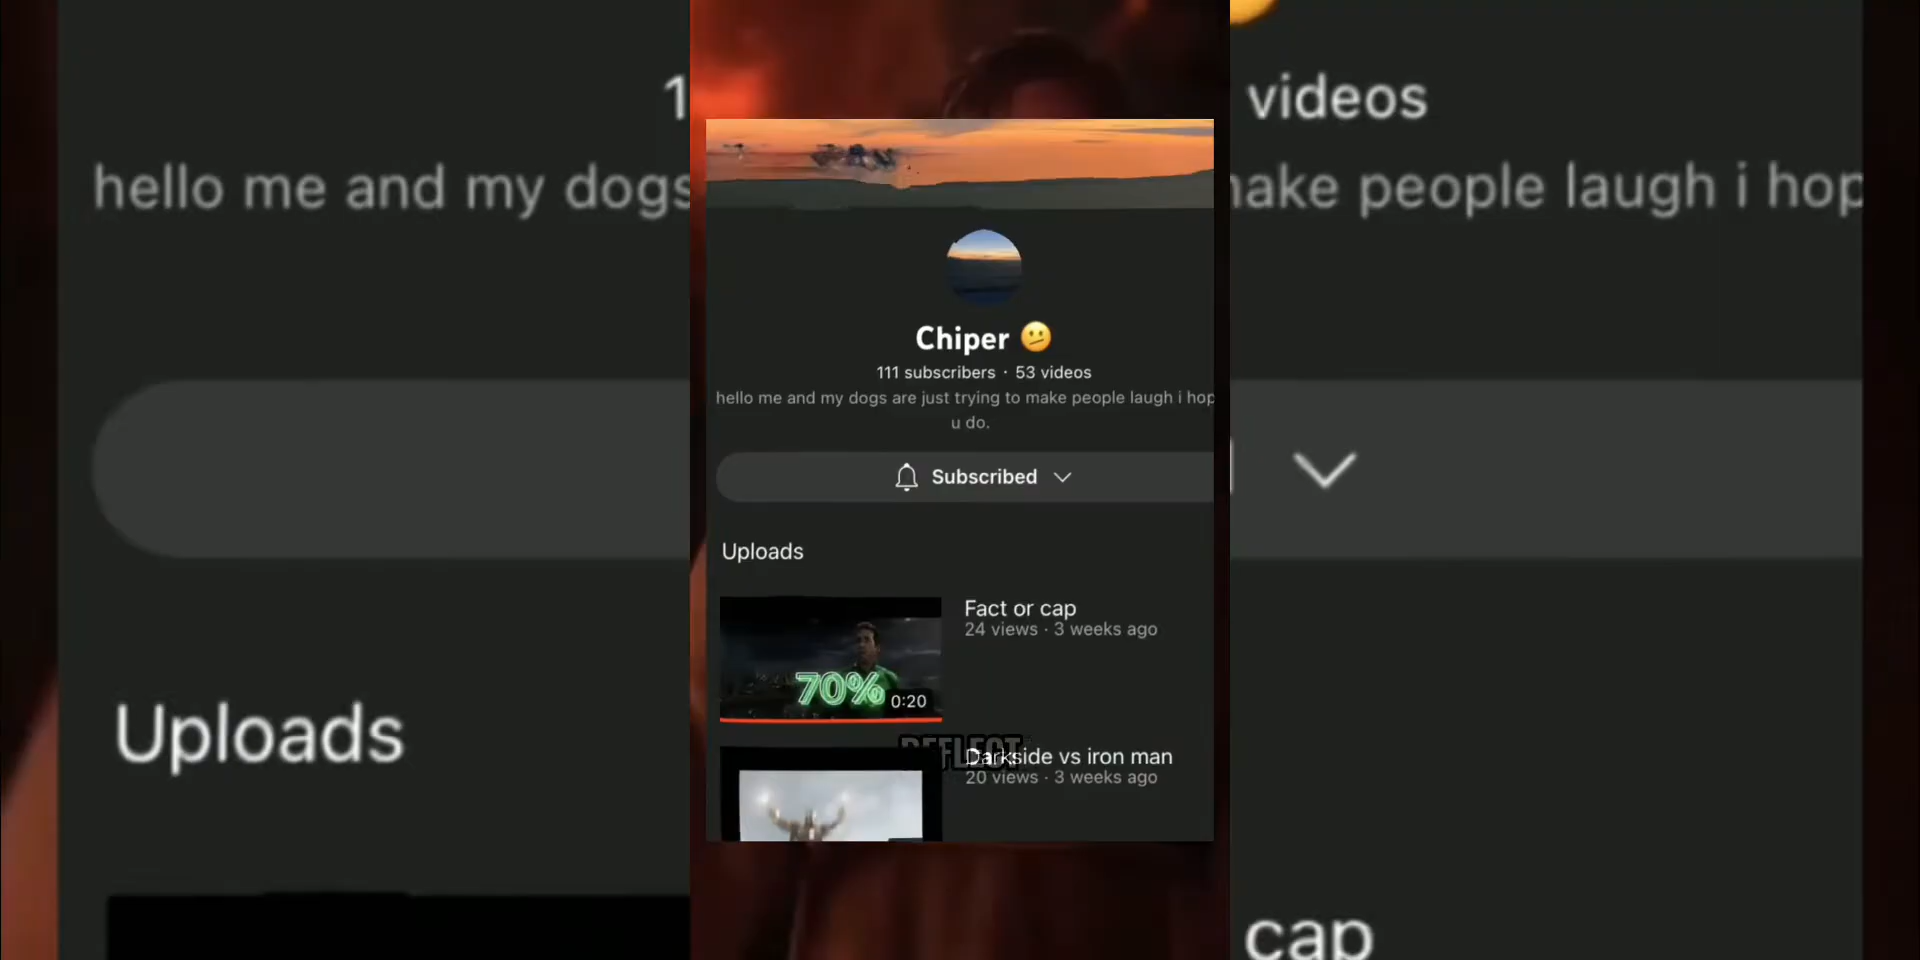 1
videos
hello me and my dogs
make people laugh i hop
Chiper 🫤
111 subscribers · 53 videos
hello me and my dogs are just trying to make people laugh i hop
u do.
Subscribed
Uploads
Fact or cap
24 views · 3 weeks ago
70%
0:20
REFLECT
Darkside vs iron man
20 views · 3 weeks ago
Uploads
cap